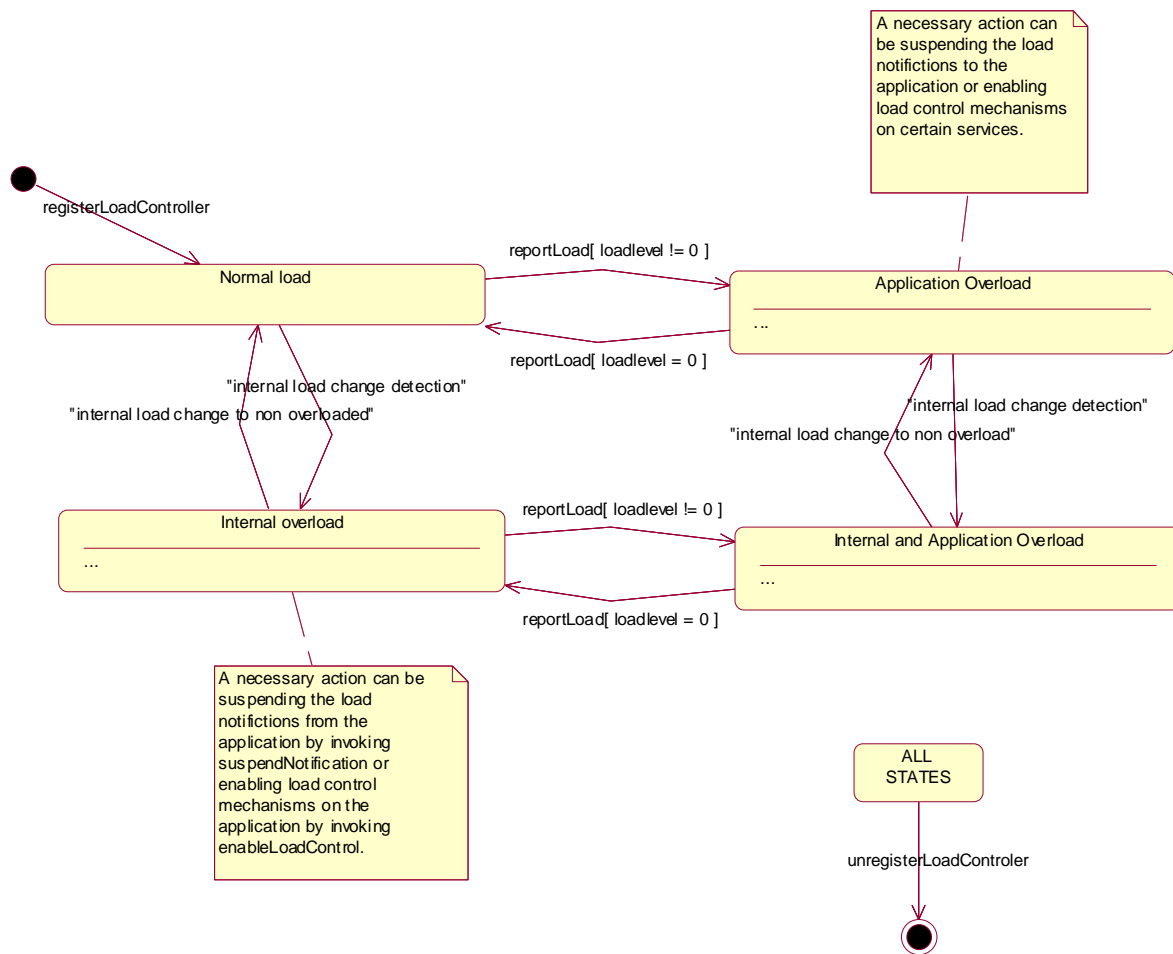 A necessary action can
be suspending the load
notifictions to the
application or enabling
load control mechanisms
on certain services.
registerLoadController
reportLoad[ loadlevel != 0 ]
Normal load
Application Overload
...
reportLoad[ loadlevel = 0 ]
"internal load change detection"
"internal load change to non overloaded"
"internal load change detection"
"internal load change to non overload"
reportLoad[ loadlevel != 0 ]
Internal overload
...
Internal and Application Overload
...
reportLoad[ loadlevel = 0 ]
A necessary action can be
suspending the load
notifictions from the
application by invoking
suspendNotification or
enabling load control
mechanisms on the
application by invoking
enableLoadControl.
ALL
STATES
unregisterLoadControler